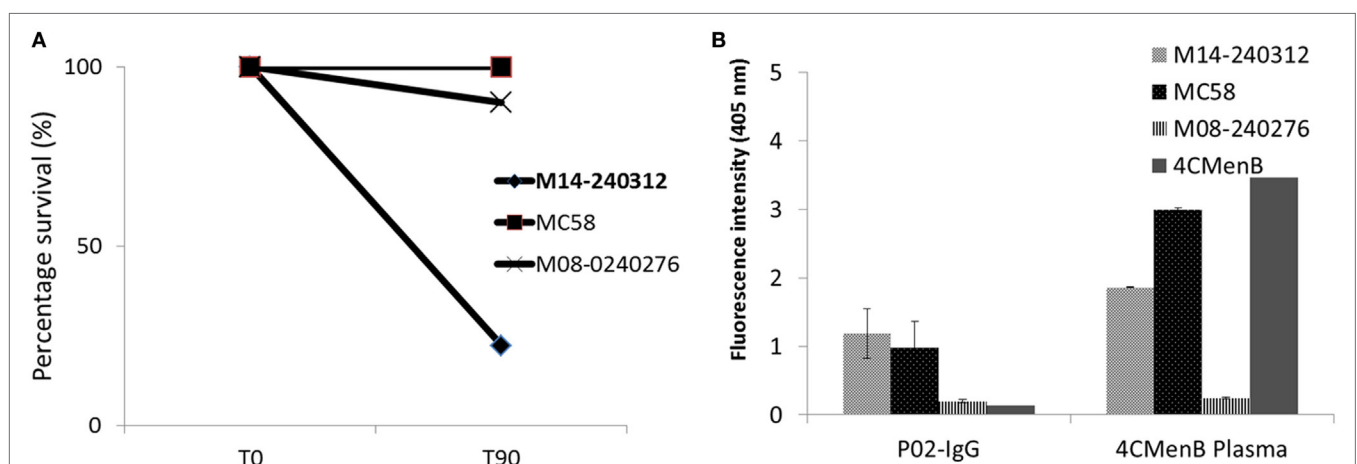 A
Percentage survival (%)
100
50
0
T0
T90
M14-240312
MC58
M08-0240276
B
Fluorescence intensity (405 nm)
5
4
3
2
1
0
P02-IgG
4CMenB Plasma
M14-240312
MC58
M08-240276
4CMenB